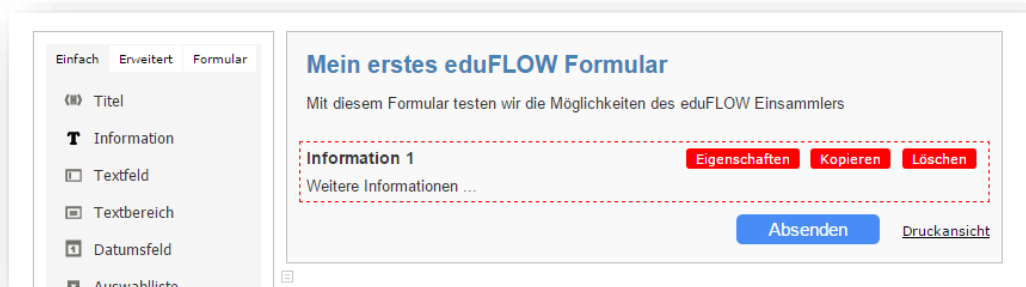 Einfach Erweitert Formular
Titel
Information
Textfeld
Textbereich
Datumsfeld
Auswahlliste
Mein erstes eduFLOW Formular
Mit diesem Formular testen wir die Möglichkeiten des eduFLOW Einsammlers
Information 1 Eigenschaften Kopieren Löschen
Weitere Informationen ...
Absenden Druckansicht